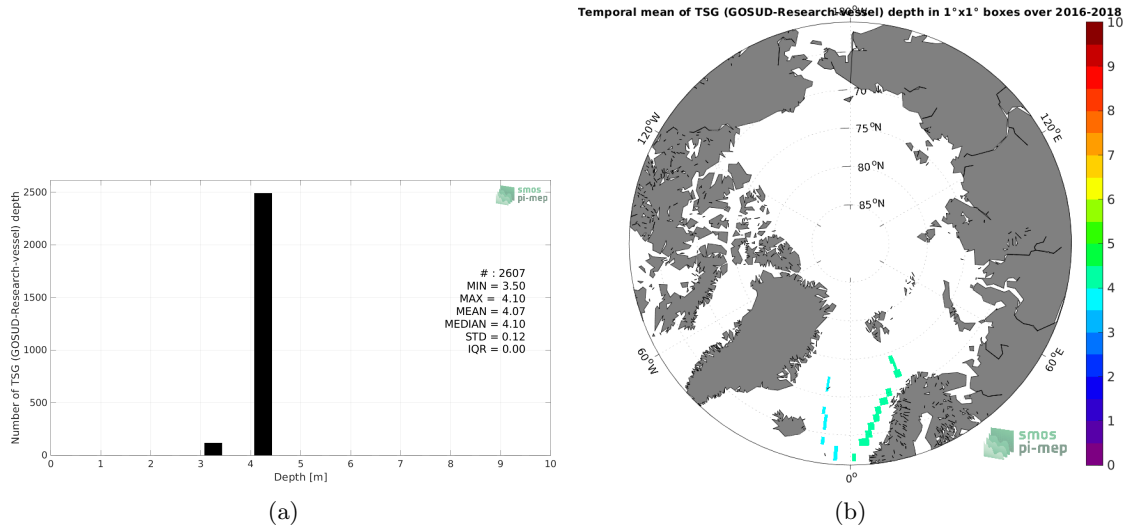 Temporal mean of TSG (GOSUD-Research-vessel) depth in 1°x1° boxes over 2016-2018
180°W
10
9
8
7
6
5
4
3
2
1
0
120°W
120°E
60°W
60°E
0°
70
75°N
80°N
85°N
smos
pi-mep
Number of TSG (GOSUD-Research-vessel) depth
2500
2000
1500
1000
500
0
smos
pi-mep
# : 2607
MIN = 3.50
MAX = 4.10
MEAN = 4.07
MEDIAN = 4.10
STD = 0.12
IQR = 0.00
0 1 2 3 4 5 6 7 8 9 10
Depth [m]
(a)
(b)